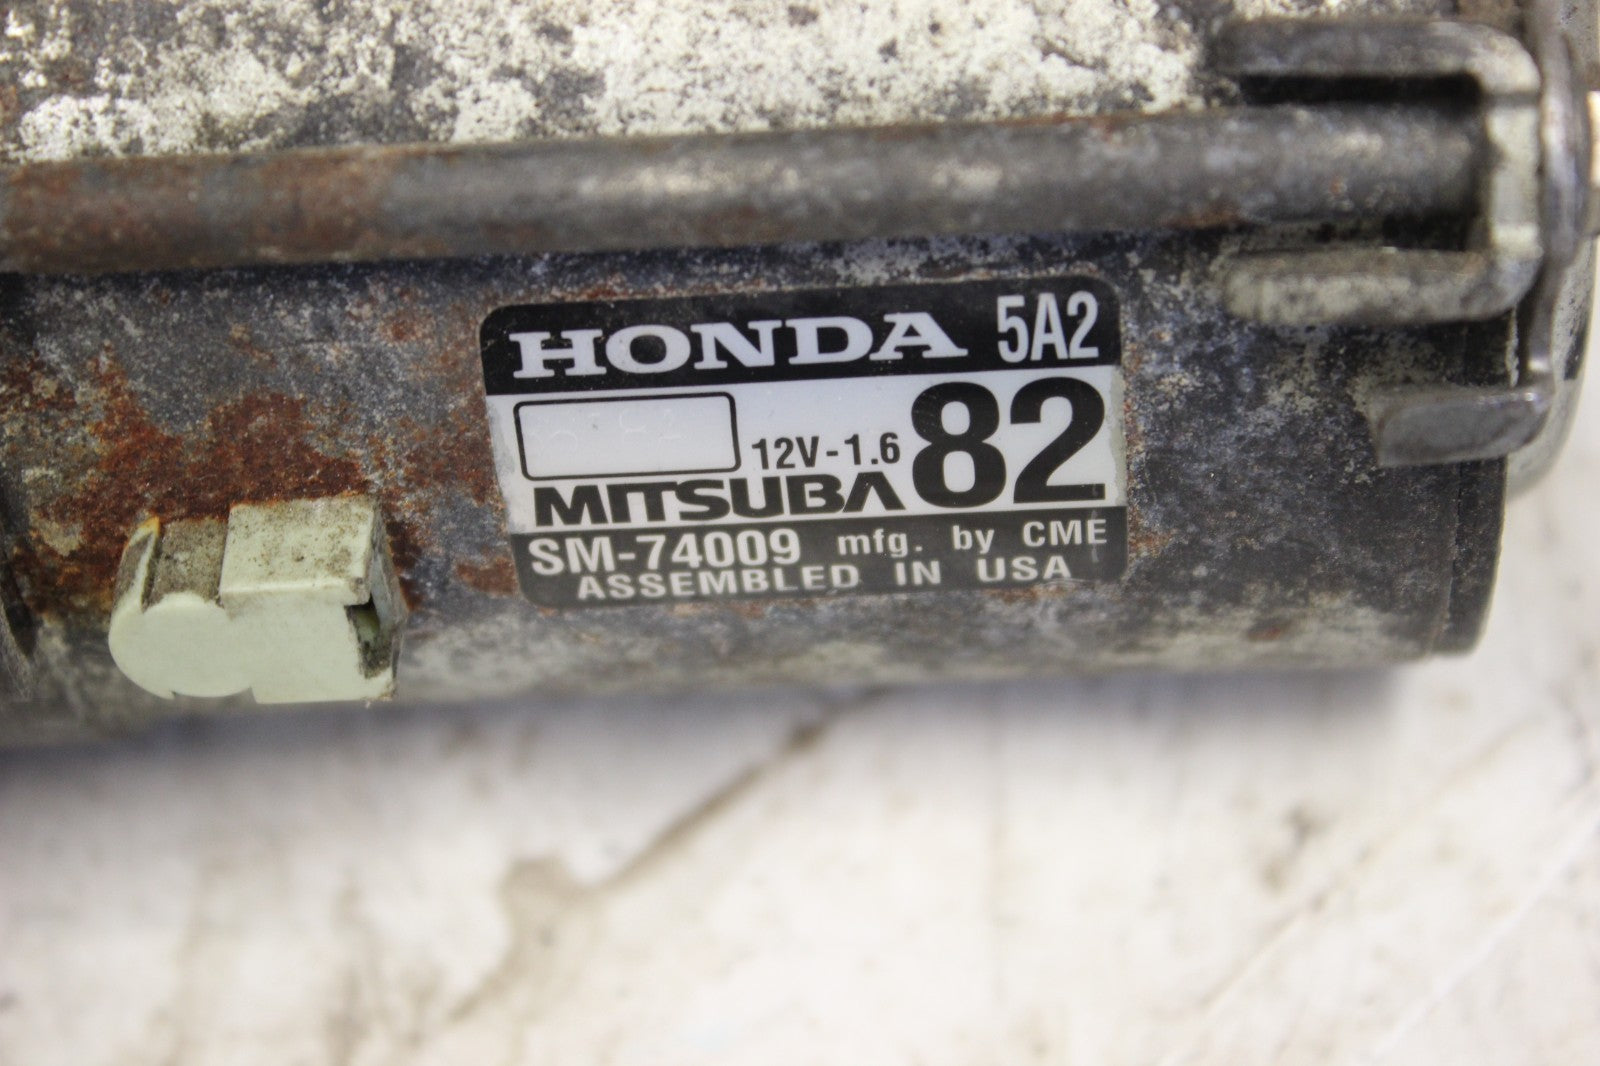 HONDA 5A2
12V-1.6 82
MITSUBA
SM-74009 mfg. by CME
ASSEMBLED IN USA